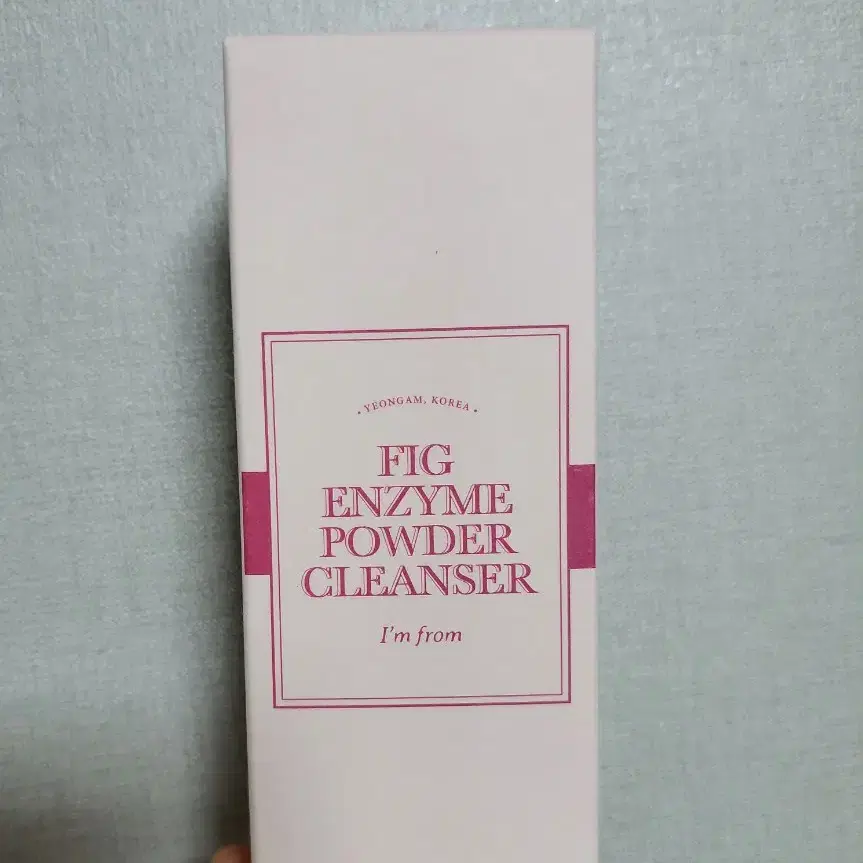 • YEONGAM, KOREA •
FIG
ENZYME
POWDER
CLEANSER
I'm from